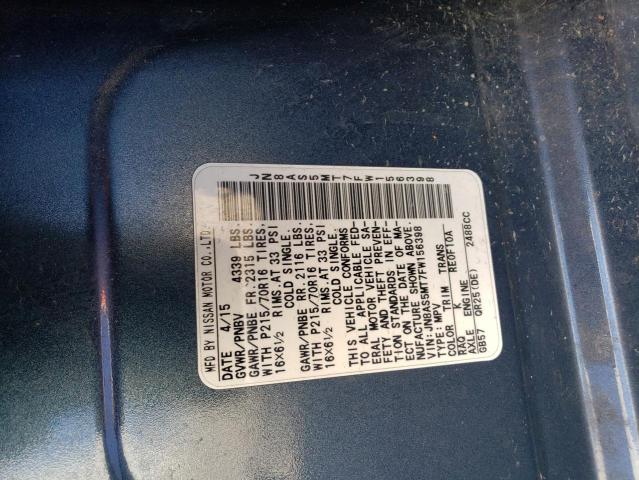 JN8AS5MT7FW156398
MFD BY NISSAN MOTOR CO.,LTD.
DATE 4/15
GVWR/PNBV 4339 LBS.
GAWR/PNBE FR 2315 LBS.
WITH P215/70R16 TIRES.
16X6½ RIMS.AT 33 PSI
COLD SINGLE.
GAWR/PNBE RR 2116 LBS.
WITH P215/70R16 TIRES.
16X6½ RIMS.AT 33 PSI
COLD SINGLE.
THIS VEHICLE CONFORMS
TO ALL APPLICABLE FED-
ERAL MOTOR VEHICLE SA-
FETY AND THEFT PREVEN-
TION STANDARDS IN EFF-
ECT ON THE DATE OF MA-
NUFACTURE SHOWN ABOVE.
VIN:JN8AS5MT7FW156398
TYPE: MPV
COLOR TRIM TRANS
RAQ K RE0F10A
AXLE ENGINE
GB57 QR25(DE) 2488CC